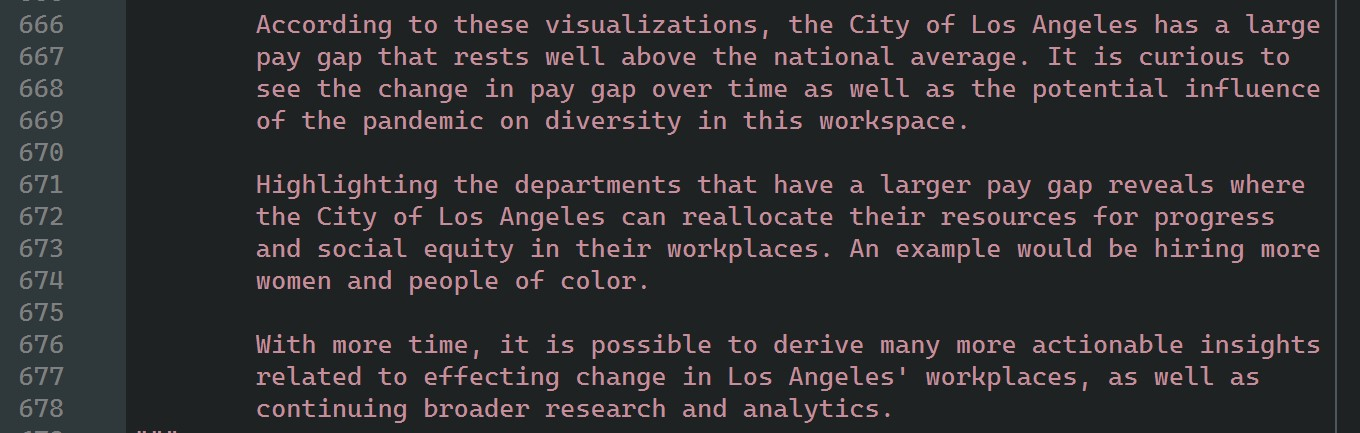 666 According to these visualizations, the City of Los Angeles has a large
667 pay gap that rests well above the national average. It is curious to
668 see the change in pay gap over time as well as the potential influence
669 of the pandemic on diversity in this workspace.
670
671 Highlighting the departments that have a larger pay gap reveals where
672 the City of Los Angeles can reallocate their resources for progress
673 and social equity in their workplaces. An example would be hiring more
674 women and people of color.
675
676 With more time, it is possible to derive many more actionable insights
677 related to effecting change in Los Angeles' workplaces, as well as
678 continuing broader research and analytics.